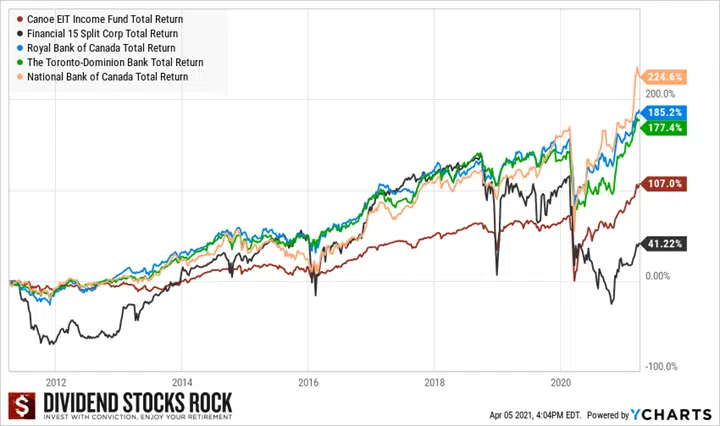 Canoe EIT Income Fund Total Return
Financial 15 Split Corp Total Return
Royal Bank of Canada Total Return
The Toronto-Dominion Bank Total Return
National Bank of Canada Total Return
224.6%
200.0%
185.2%
177.4%
107.0%
41.22%
0.00%
-100.0%
2012 2014 2016 2018 2020
$ DIVIDEND STOCKS ROCK
INVEST WITH CONVICTION, ENJOY YOUR RETIREMENT
Apr 05 2021, 4:04PM EDT. Powered by YCHARTS